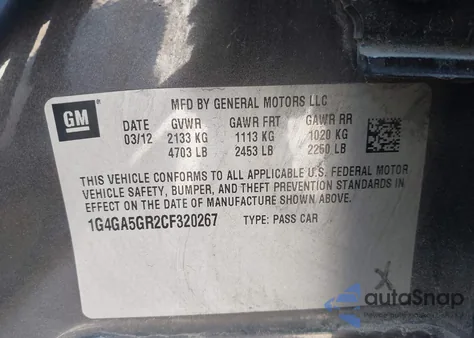 GM
MFD BY GENERAL MOTORS LLC
DATE GVWR GAWR FRT GAWR RR
03/12 2133 KG 1113 KG 1020 KG
4703 LB 2453 LB 2250 LB
THIS VEHICLE CONFORMS TO ALL APPLICABLE U.S. FEDERAL MOTOR
VEHICLE SAFETY, BUMPER, AND THEFT PREVENTION STANDARDS IN
EFFECT ON THE DATE OF MANUFACTURE SHOWN ABOVE.
1G4GA5GR2CF320267 TYPE: PASS CAR
autoSnap